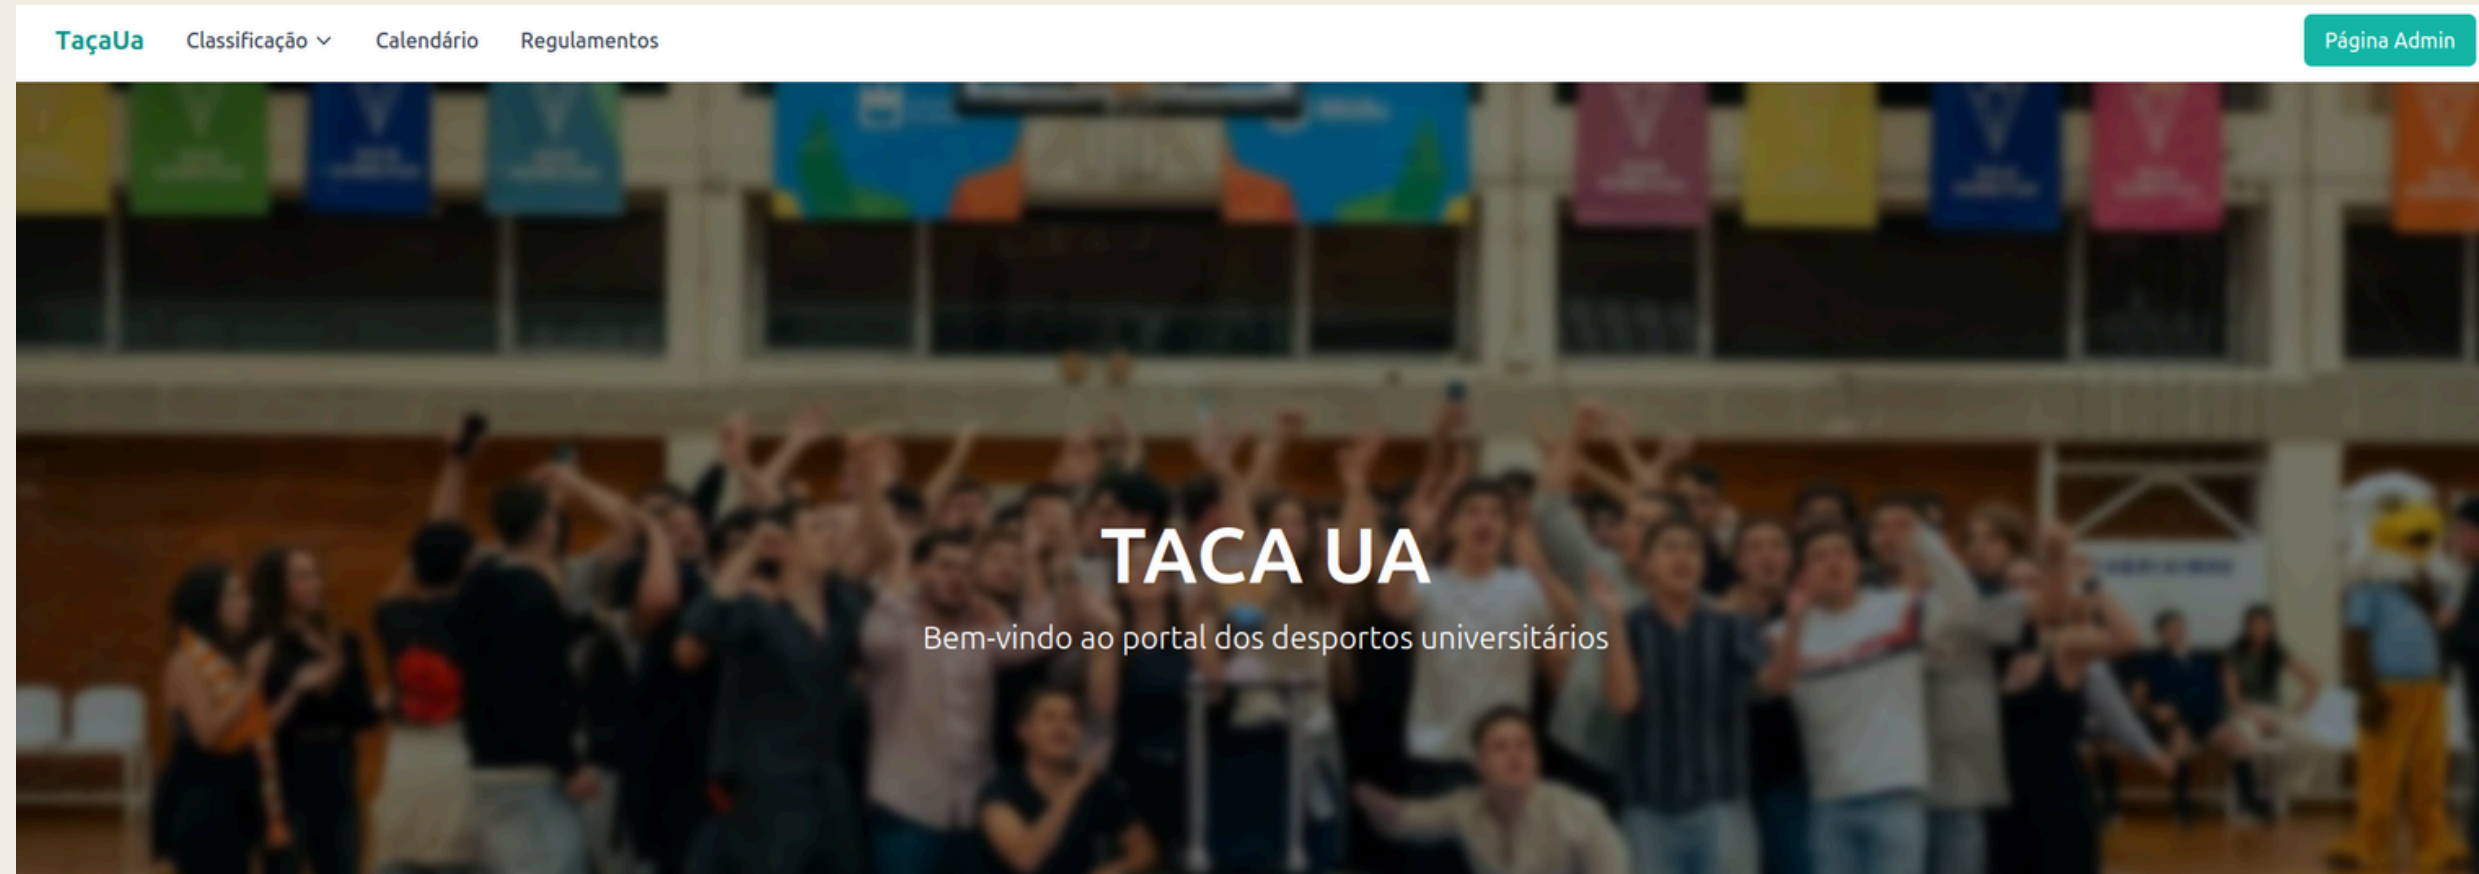 TaçaUa Classificação Calendário Regulamentos Página Admin
TACA UA
Bem-vindo ao portal dos desportos universitários